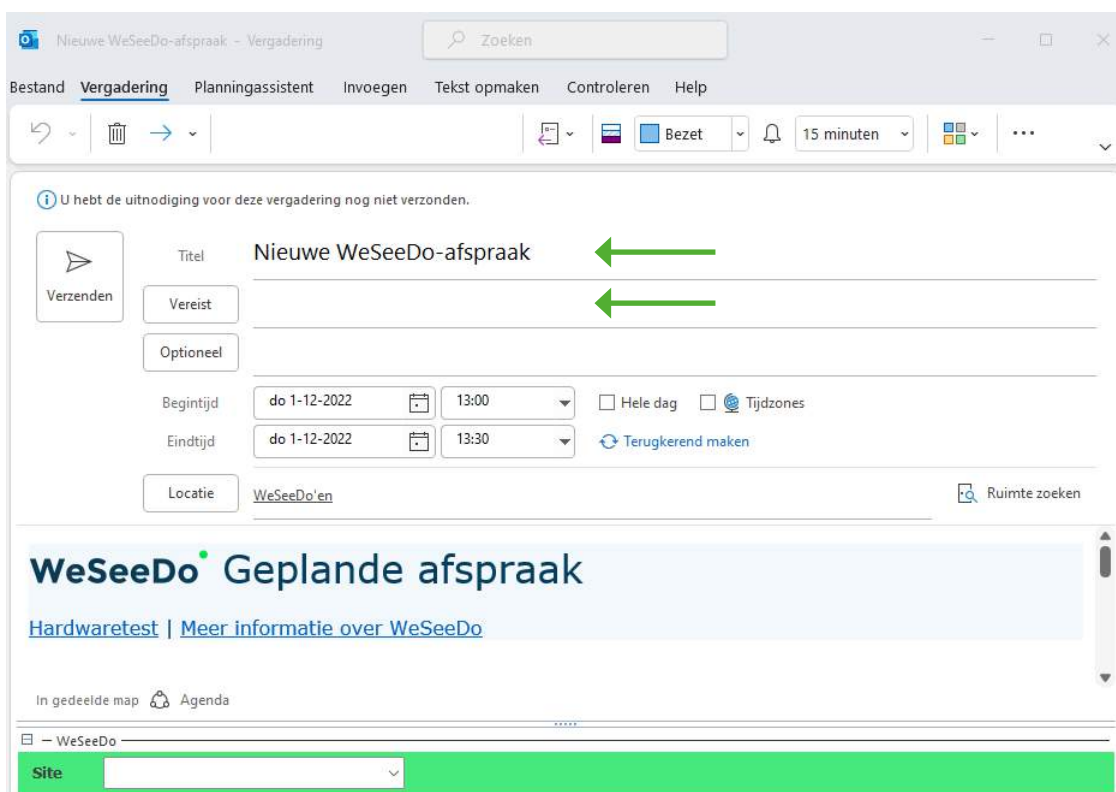 Nieuwe WeSeeDo-afspraak - Vergadering
Zoeken
Bestand Vergadering Planningassistent Invoegen Tekst opmaken Controleren Help
Bezet 15 minuten
U hebt de uitnodiging voor deze vergadering nog niet verzonden.
Titel Nieuwe WeSeeDo-afspraak
Verzenden
Vereist
Optioneel
Begintijd do 1-12-2022 13:00 Hele dag Tijdzones
Eindtijd do 1-12-2022 13:30 Terugkerend maken
Locatie WeSeeDo'en Ruimte zoeken
WeSeeDo Geplande afspraak
Hardwaretest | Meer informatie over WeSeeDo
In gedeelde map Agenda
WeSeeDo
Site